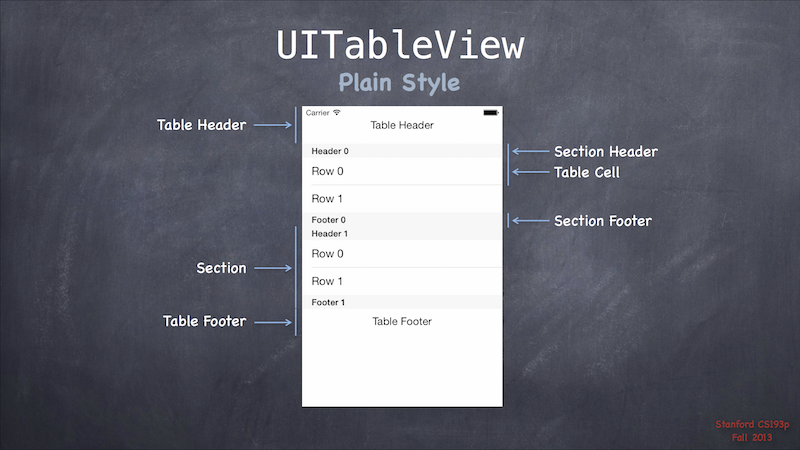 UITableView
Plain Style
Carrier
Table Header
Table Header
Header 0
Section Header
Row 0
Table Cell
Row 1
Footer 0
Section Footer
Header 1
Row 0
Section
Row 1
Footer 1
Table Footer
Table Footer
Stanford CS193p
Fall 2013